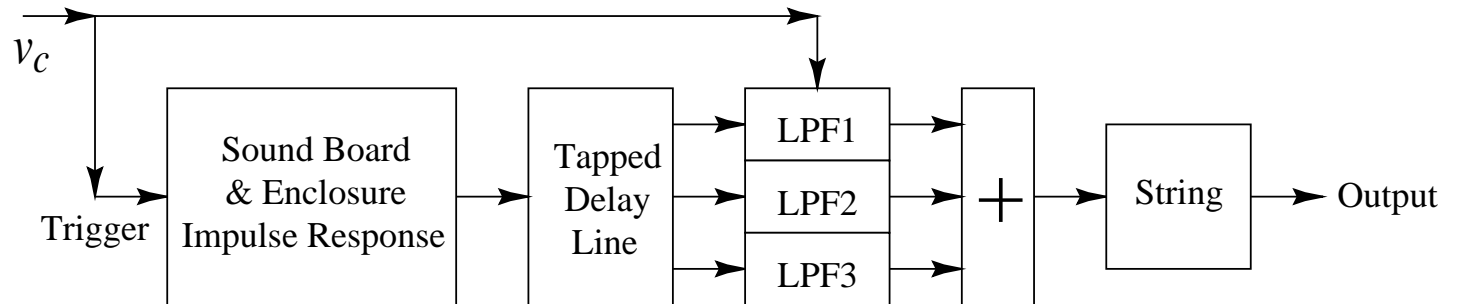 v_c
Trigger
Sound Board
& Enclosure
Impulse Response
Tapped
Delay
Line
LPF1
LPF2
LPF3
+
String
Output